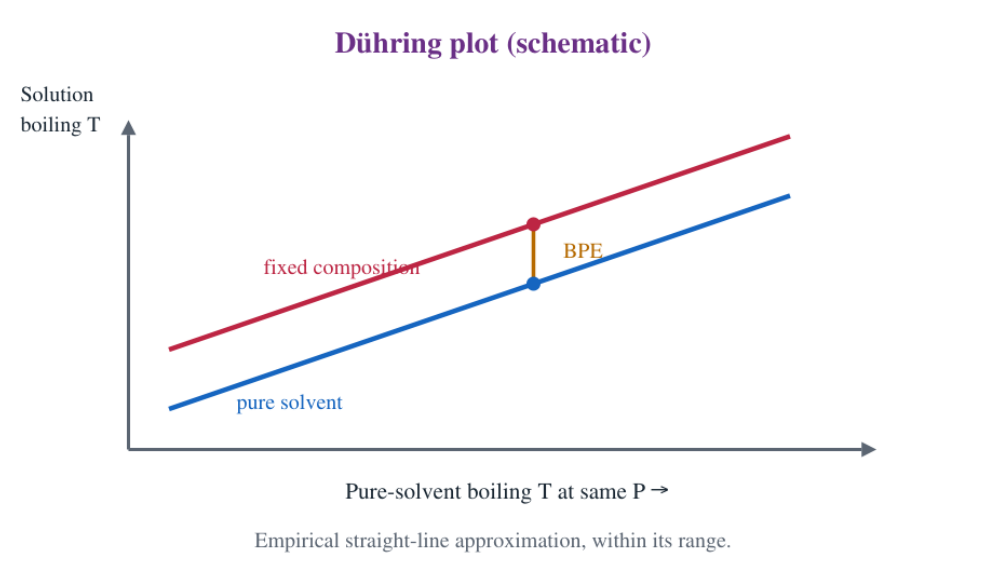 Dühring plot (schematic)
Solution
boiling T
BPE
fixed composition
pure solvent
Pure-solvent boiling T at same P →
Empirical straight-line approximation, within its range.